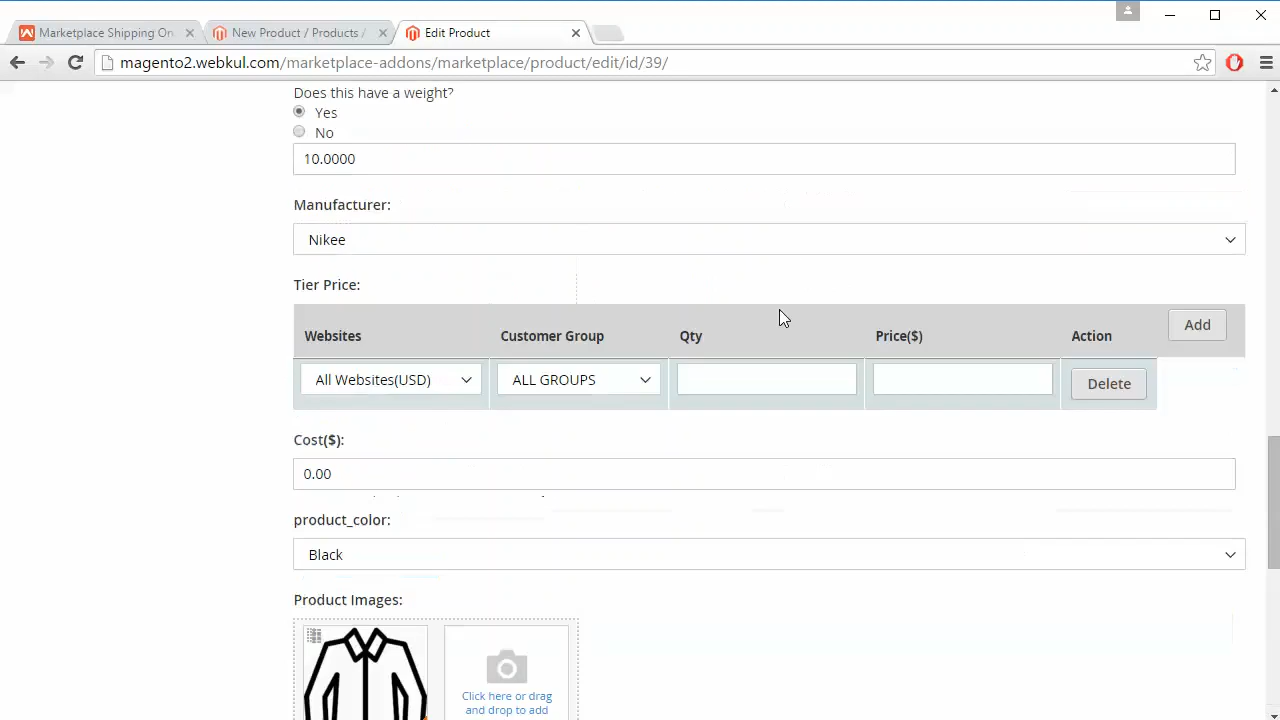 Marketplace Shipping Or
New Product / Products /
Edit Product
magento2.webkul.com/marketplace-addons/marketplace/product/edit/id/39/
Does this have a weight?
Yes
No
10.0000
Manufacturer:
Nikee
Tier Price:
Websites Customer Group Qty Price($) Action Add
All Websites(USD) ALL GROUPS Delete
Cost($):
0.00
product_color:
Black
Product Images:
Click here or drag
and drop to add